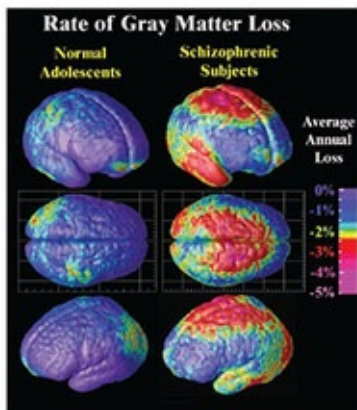 Rate of Gray Matter Loss
Normal
Adolescents
Schizophrenic
Subjects
Average
Annual
Loss
0%
-1%
-2%
-3%
-4%
-5%